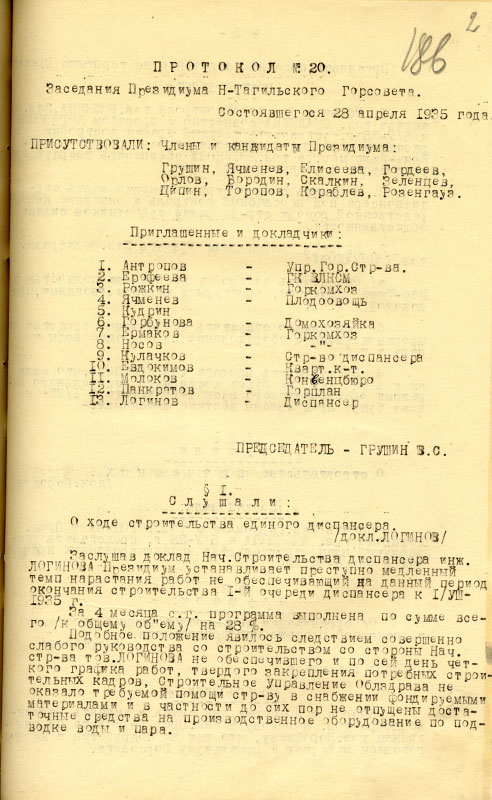 2
186
ПРОТОКОЛ № 20.
Заседания Президиума Н-Тагильского Горсовета.
Состоявшегося 28 апреля 1935 года.
ПРИСУТСТВОВАЛИ: Члены и кандидаты Президиума:
Грушин, Ячменев, Елисеева, Гордеев,
Орлов, Бородин, Скалкин, Зеленцев,
Ципин, Торопов, Кораблев, Розенгауз.
Приглашенные и докладчики:
1. Антропов - Упр.Гор.Стр-ва.
2. Ерофеева - ГК ВЛКСМ
3. Рожкин - Горкомхоз
4. Ячменев - Плодоовощь
5. Кудрин
6. Горбунова - Домохозяйка
7. Ермаков - Горкомхоз
8. Носов - -"-
9. Кулачков - Стр-во диспансера
10. Евдокимов - Кварт.к-т.
11. Молоков - Конвенцбюро
12. Панкратов - Горплан
13. Логинов - Диспансер
ПРЕДСЕДАТЕЛЬ - ГРУШИН В.С.
§ I.
Слушали:
О ходе строительства единого диспансера.
/докл.ЛОГИНОВ/
Заслушав доклад Нач.Строительства диспансера инж.
ЛОГИНОВА Президиум устанавливает преступно медленный
темп нарастания работ не обеспечивающий на данный период
окончания строительства I-й очереди диспансера к I/УШ-
1935 г.
За 4 месяца с.г. программа выполнена по сумме все-
го /к общему об"ему/ на 28 %.
Подобное положение явилось следствием совершенно
слабого руководства со строительством со стороны Нач.
стр-ва тов.ЛОГИНОВА не обеспечившего и по сей день чет-
кого графика работ, твердого закрепления потребных строи-
тельных кадров, Строительное Управление Облздрава не
оказало требуемой помощи стр-ву в снабжении фондируемыми
материалами и в частности до сих пор не отпущены доста-
точные средства на производственное оборудование по под-
водке воды и пара.